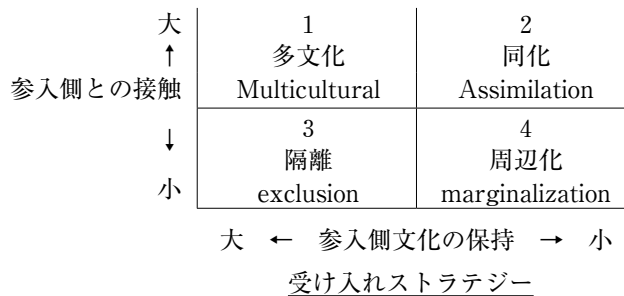 大 1 2
↑ 多文化 同化
参入側との接触 Multicultural Assimilation
↓ 3 4
隔離 周辺化
小 exclusion marginalization
大 ← 参入側文化の保持 → 小
受け入れストラテジー